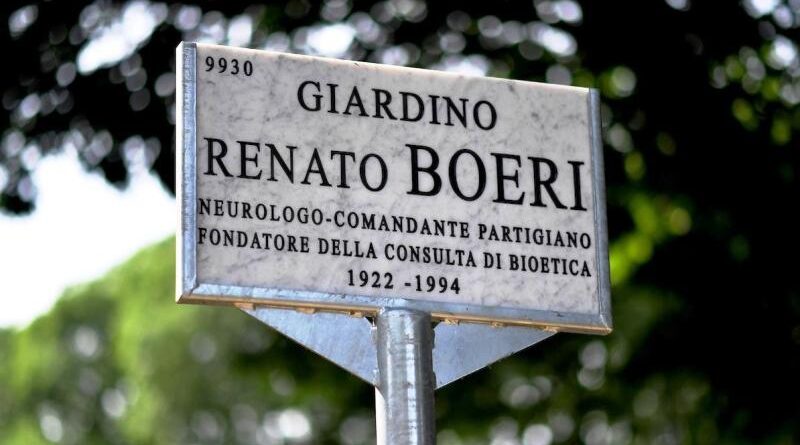 9930
GIARDINO
RENATO BOERI
NEUROLOGO-COMANDANTE PARTIGIANO
FONDATORE DELLA CONSULTA DI BIOETICA
1922 -1994